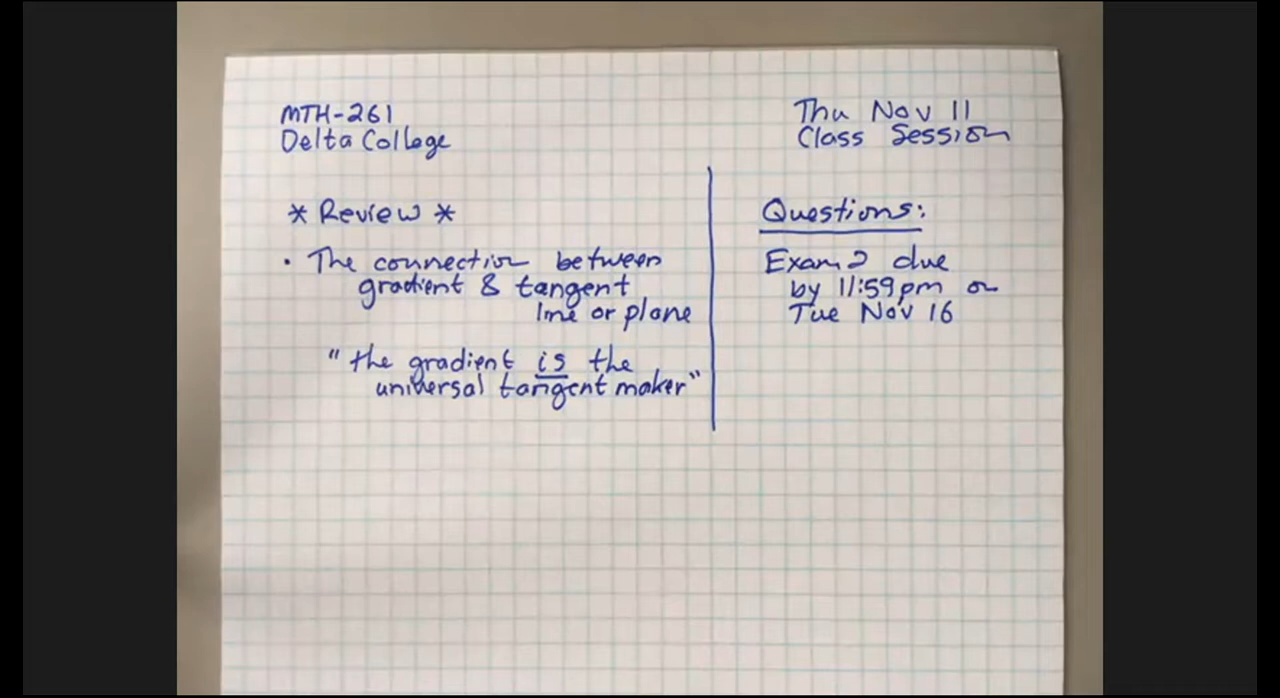 MTH-261
Delta College
Thu Nov 11
Class Session
* Review *
• The connection between
gradient & tangent
line or plane
"the gradient is the
universal tangent maker"
Questions:
Exam 2 due
by 11:59pm on
Tue Nov 16